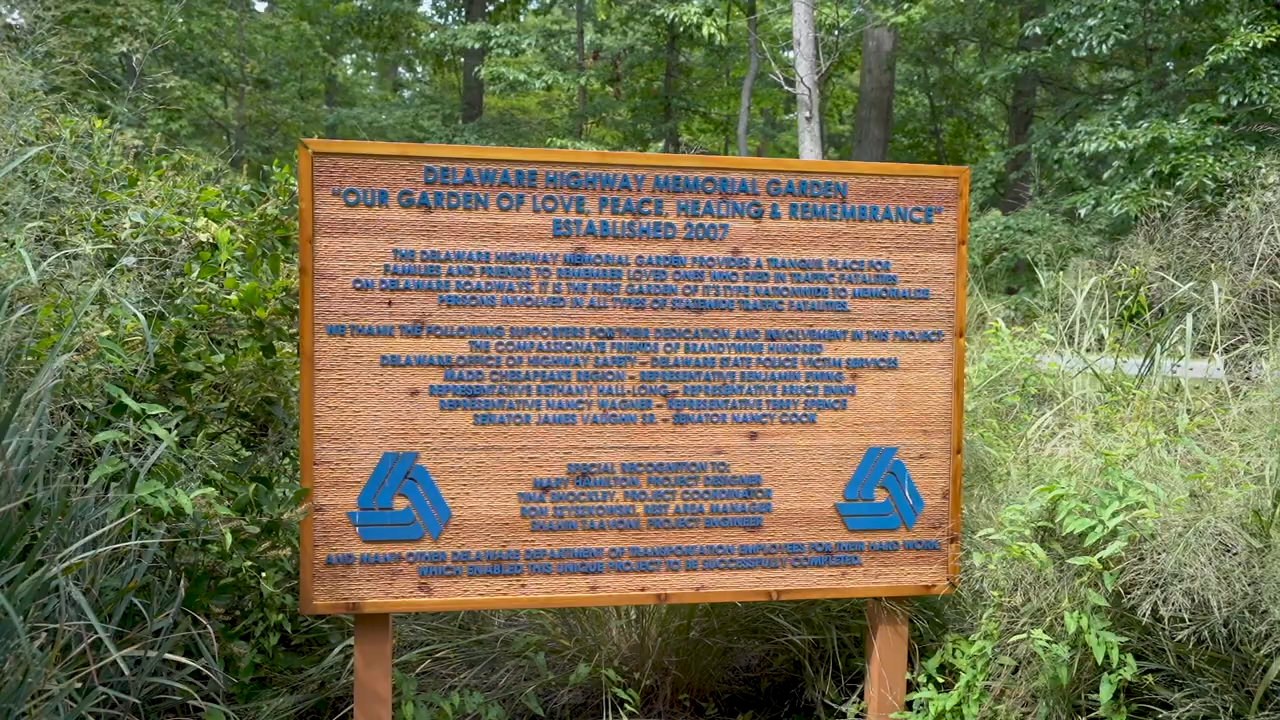 DELAWARE HIGHWAY MEMORIAL GARDEN
"OUR GARDEN OF LOVE, PEACE, HEALING & REMEMBRANCE"
ESTABLISHED 2007
THE DELAWARE HIGHWAY MEMORIAL GARDEN PROVIDES A TRANQUIL PLACE FOR
FAMILIES AND FRIENDS TO REMEMBER LOVED ONES WHO DIED IN TRAFFIC FATALITIES
ON DELAWARE ROADWAYS. IT IS THE FIRST GARDEN OF IT'S TYPE NATIONWIDE TO MEMORIALIZE
PERSONS INVOLVED IN ALL TYPES OF STATEWIDE TRAFFIC FATALITIES.
WE THANK THE FOLLOWING SUPPORTERS FOR THEIR DEDICATION AND INVOLVEMENT IN THIS PROJECT
THE COMPASSIONATE FRIENDS OF BRANDYWINE HUNDRED
DELAWARE OFFICE OF HIGHWAY SAFETY - DELAWARE STATE POLICE VICTIM SERVICES
MADD CHESAPEAKE REGION - REPRESENTATIVE BENJAMIN EWING
REPRESENTATIVE BETHANY HALL-LONG - REPRESENTATIVE BRUCE ENNIS
REPRESENTATIVE NANCY WAGNER - REPRESENTATIVE TERRY SPENCE
SENATOR JAMES VAUGHN SR. - SENATOR NANCY COOK
SPECIAL RECOGNITION TO:
MARY HAMILTON, PROJECT DESIGNER
TINA SHOCKLEY, PROJECT COORDINATOR
RON SZYSZKOWSKI, REST AREA MANAGER
PROJECT ENGINEER
AND MANY OTHER DELAWARE DEPARTMENT OF TRANSPORTATION EMPLOYEES FOR THEIR HARD WORK
WHICH ENABLED THIS UNIQUE PROJECT TO BE SUCCESSFULLY COMPLETED.